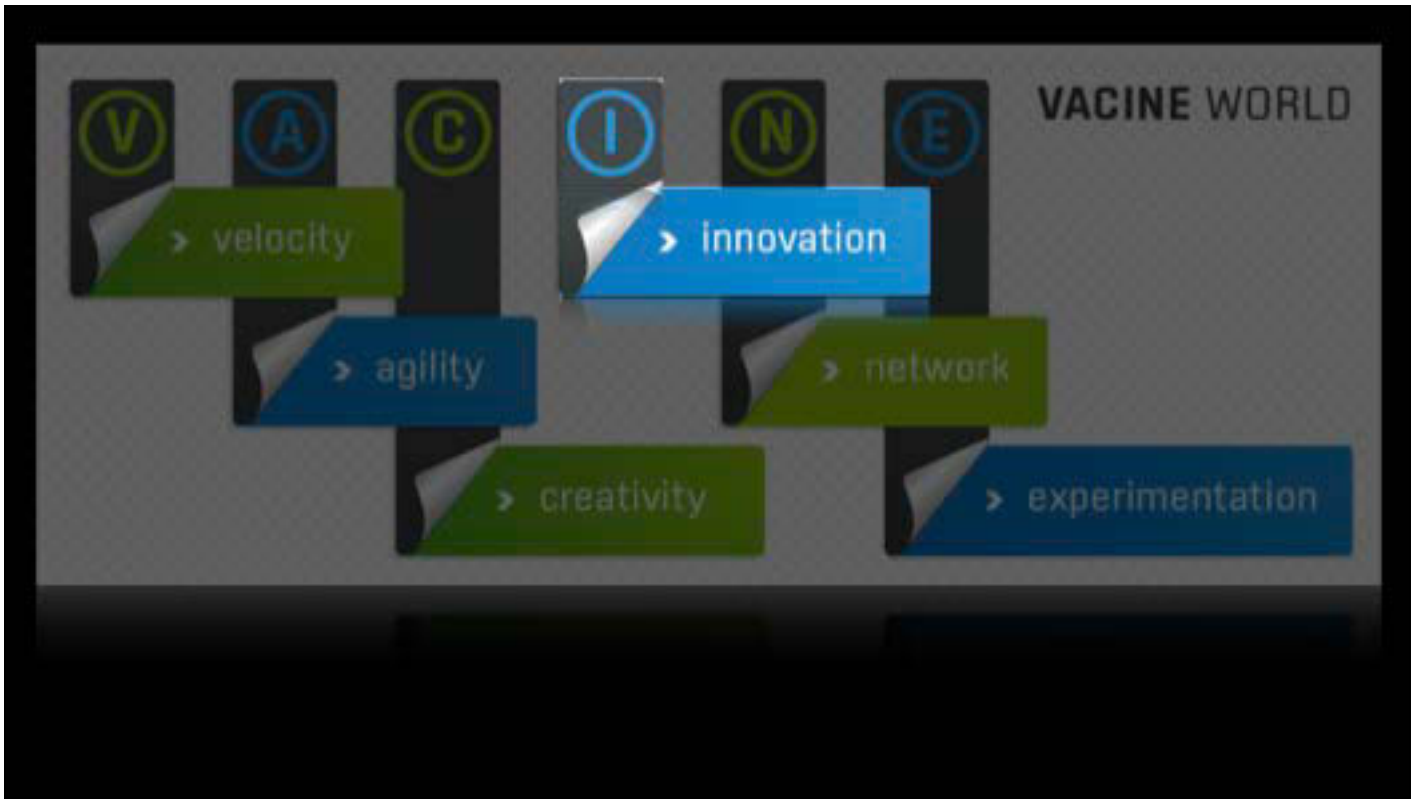 V A C I N E
VACINE WORLD
> velocity
> innovation
> agility
> network
> creativity
> experimentation